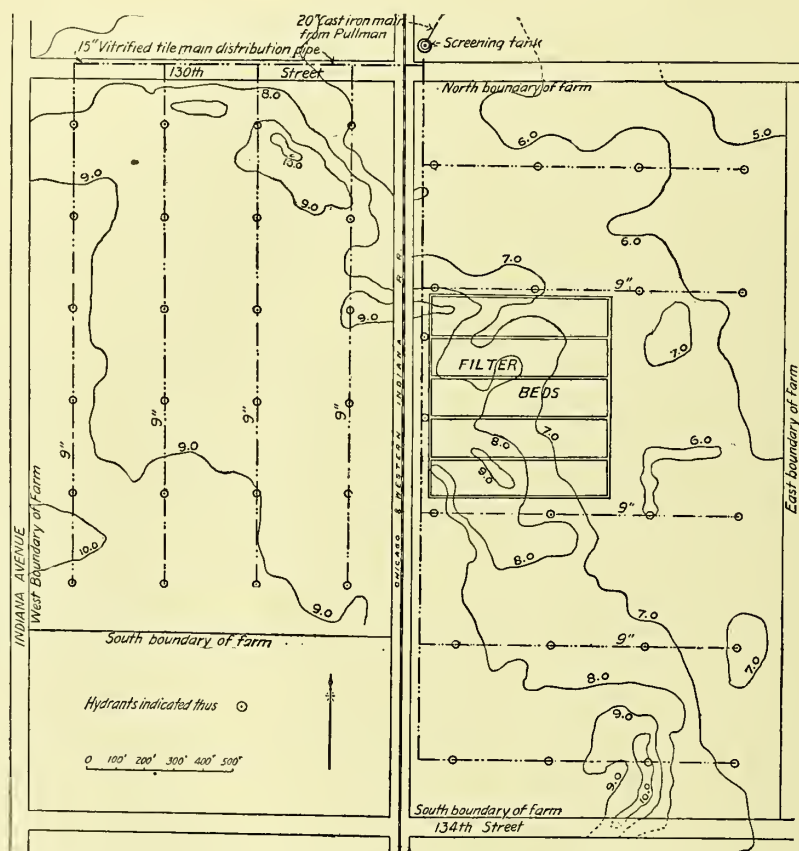 20"Cast iron main
from Pullman
15" Vitrified tile main distribution pipe
Screening tank
130th Street
North boundary of farm
8.0
10.0
9.0
9.0
9.0
9.0
9.0
10.0
9"
9"
9"
9"
6.0
5.0
6.0
7.0
9"
7.0
FILTER
BEDS
7.0
8.0
9.0
6.0
9"
8.0
7.0
9"
7.0
8.0
9.0
9.0
10.0
INDIANA AVENUE
West Boundary of Farm
CHICAGO & WESTERN INDIANA R.R.
East boundary of farm
South boundary of farm
Hydrants indicated thus
0 100' 200' 300' 400' 500'
South boundary of farm
134th Street